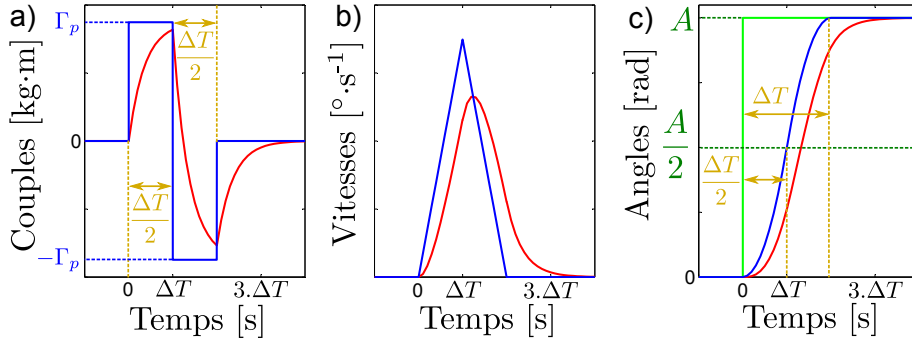 a)
Couples [kg·m]
Γp
0
−Γp
ΔT/2
ΔT/2
0 ΔT 3.ΔT
Temps [s]
b)
Vitesses [°·s-1]
0 ΔT 3.ΔT
Temps [s]
c)
Angles [rad]
A
A/2
0
ΔT
ΔT/2
0 ΔT 3.ΔT
Temps [s]